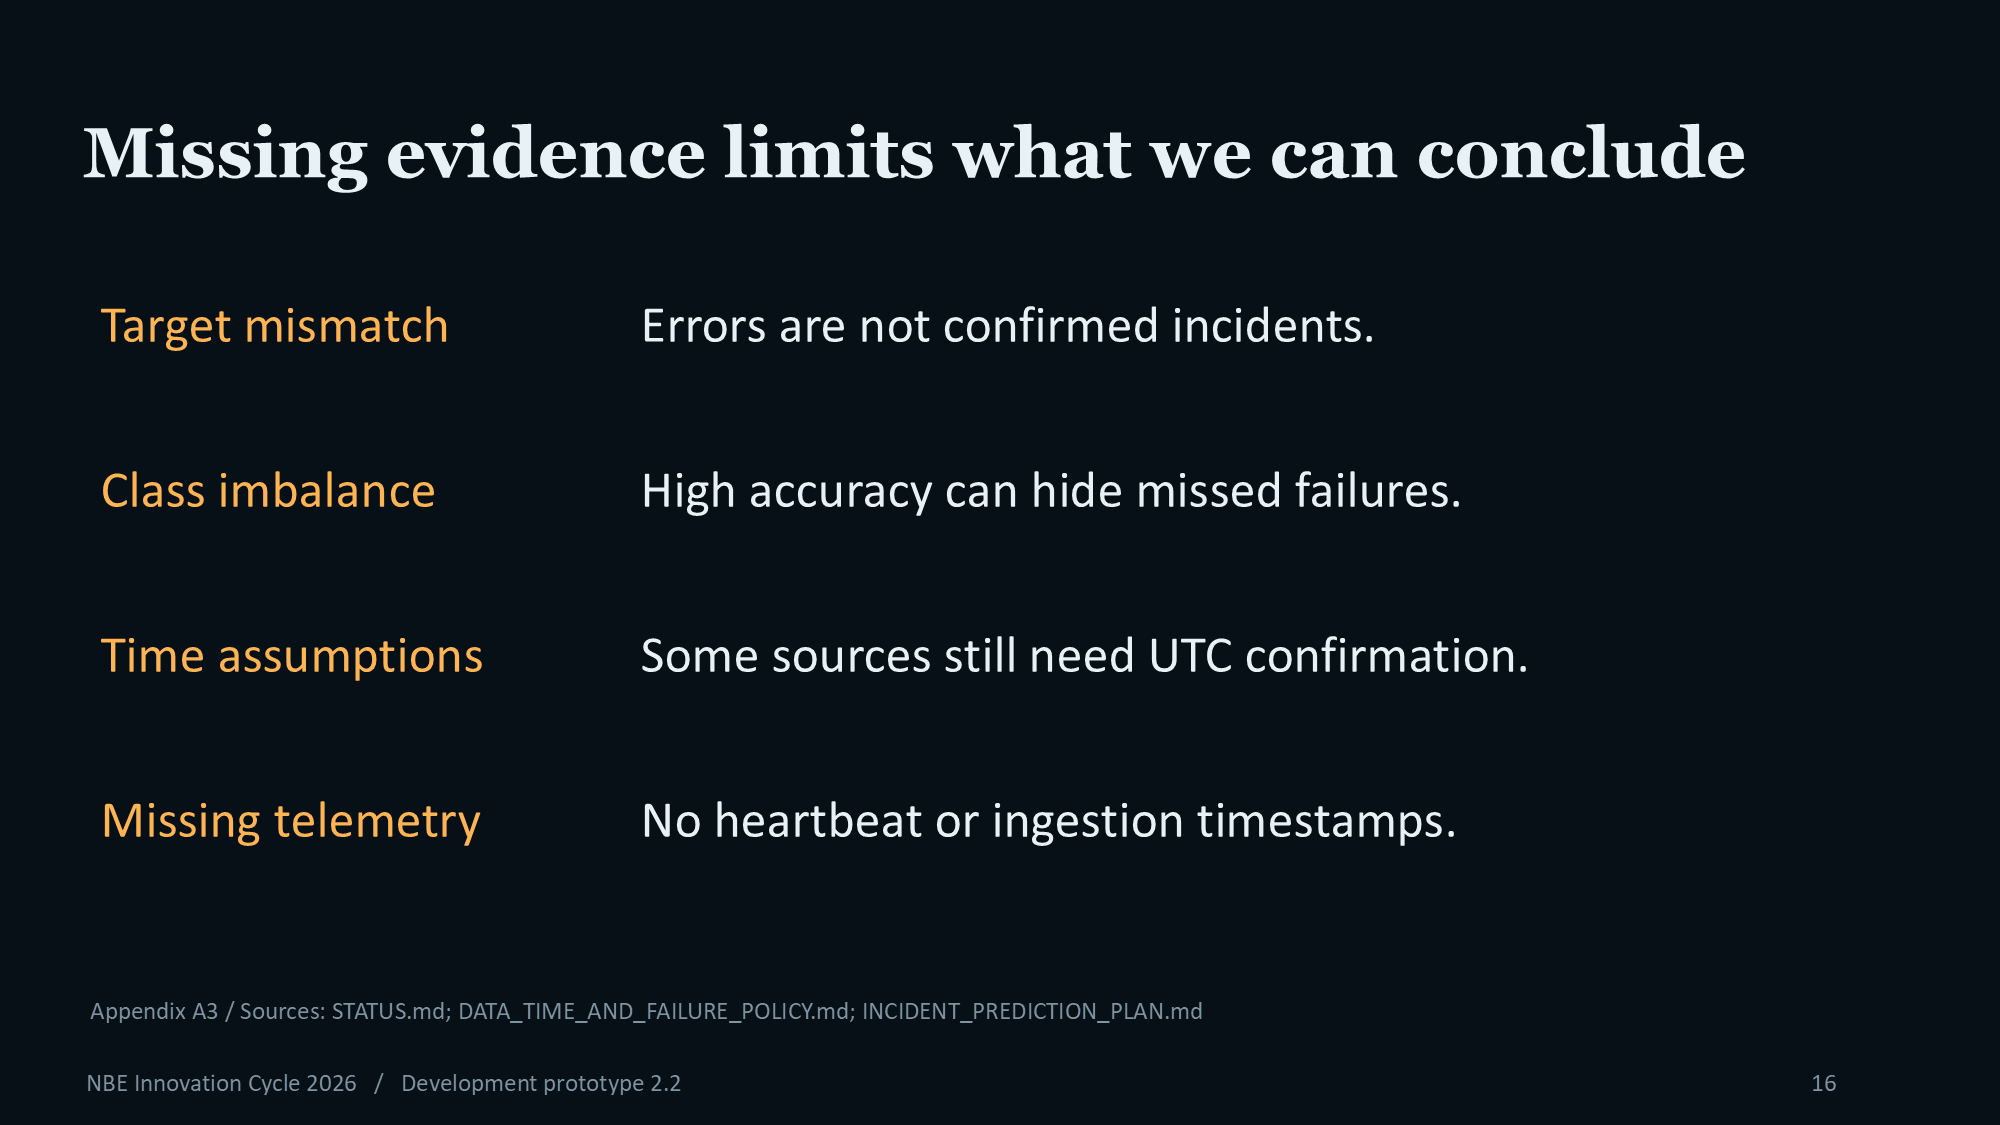 Missing evidence limits what we can conclude
Target mismatch Errors are not confirmed incidents.
Class imbalance High accuracy can hide missed failures.
Time assumptions Some sources still need UTC confirmation.
Missing telemetry No heartbeat or ingestion timestamps.
Appendix A3 / Sources: STATUS.md; DATA_TIME_AND_FAILURE_POLICY.md; INCIDENT_PREDICTION_PLAN.md
NBE Innovation Cycle 2026 / Development prototype 2.2 16